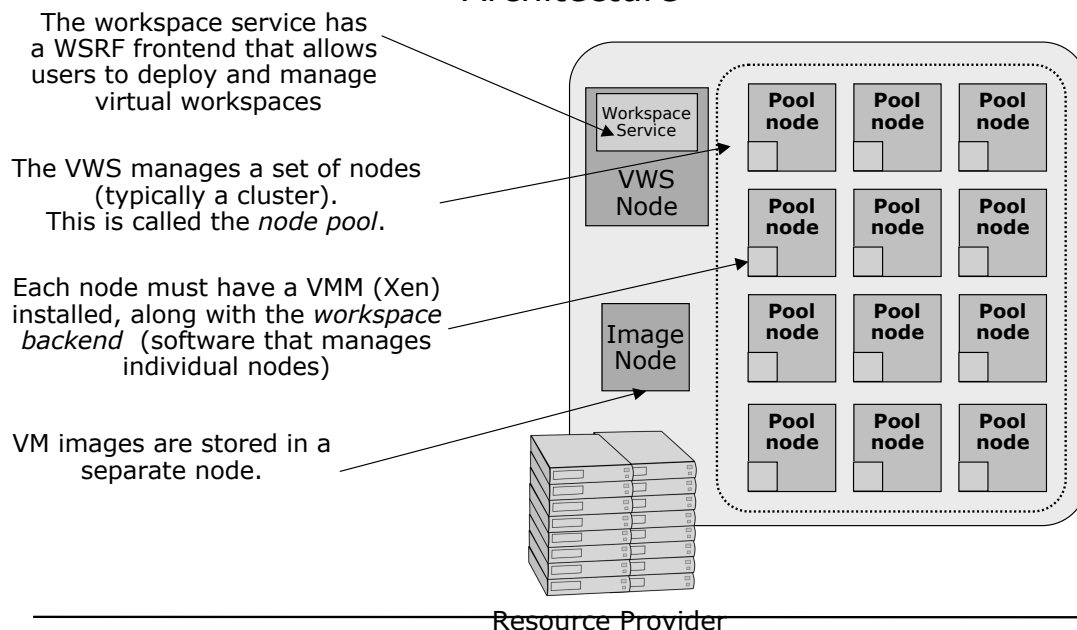 Architecture
The workspace service has
a WSRF frontend that allows
users to deploy and manage
virtual workspaces
The VWS manages a set of nodes
(typically a cluster).
This is called the node pool.
Each node must have a VMM (Xen)
installed, along with the workspace
backend (software that manages
individual nodes)
VM images are stored in a
separate node.
Workspace
Service
VWS
Node
Image
Node
Pool
node
Pool
node
Pool
node
Pool
node
Pool
node
Pool
node
Pool
node
Pool
node
Pool
node
Pool
node
Pool
node
Pool
node
Resource Provider